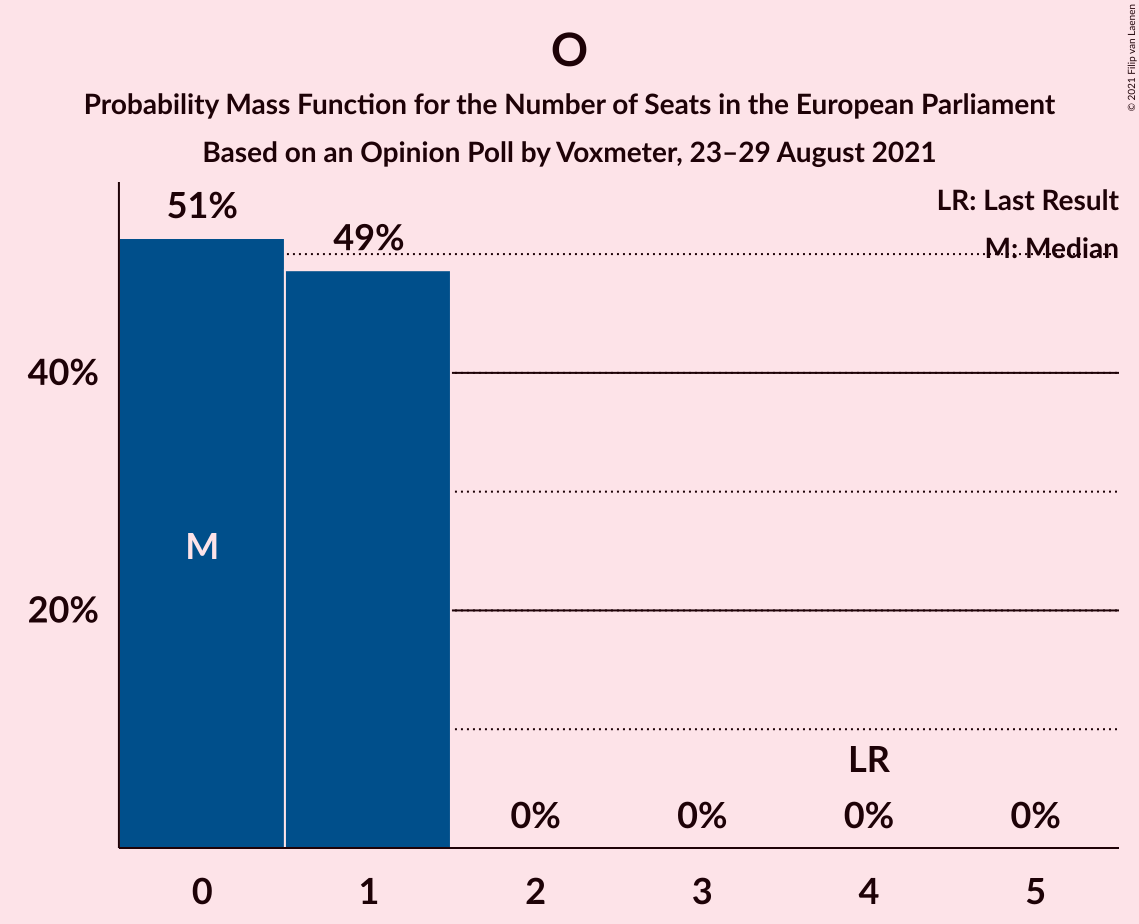 O
Probability Mass Function for the Number of Seats in the European Parliament
Based on an Opinion Poll by Voxmeter, 23–29 August 2021
© 2021 Filip van Laenen
LR: Last Result
M: Median
51%
49%
40%
20%
M
LR
0%
0%
0%
0%
0
1
2
3
4
5